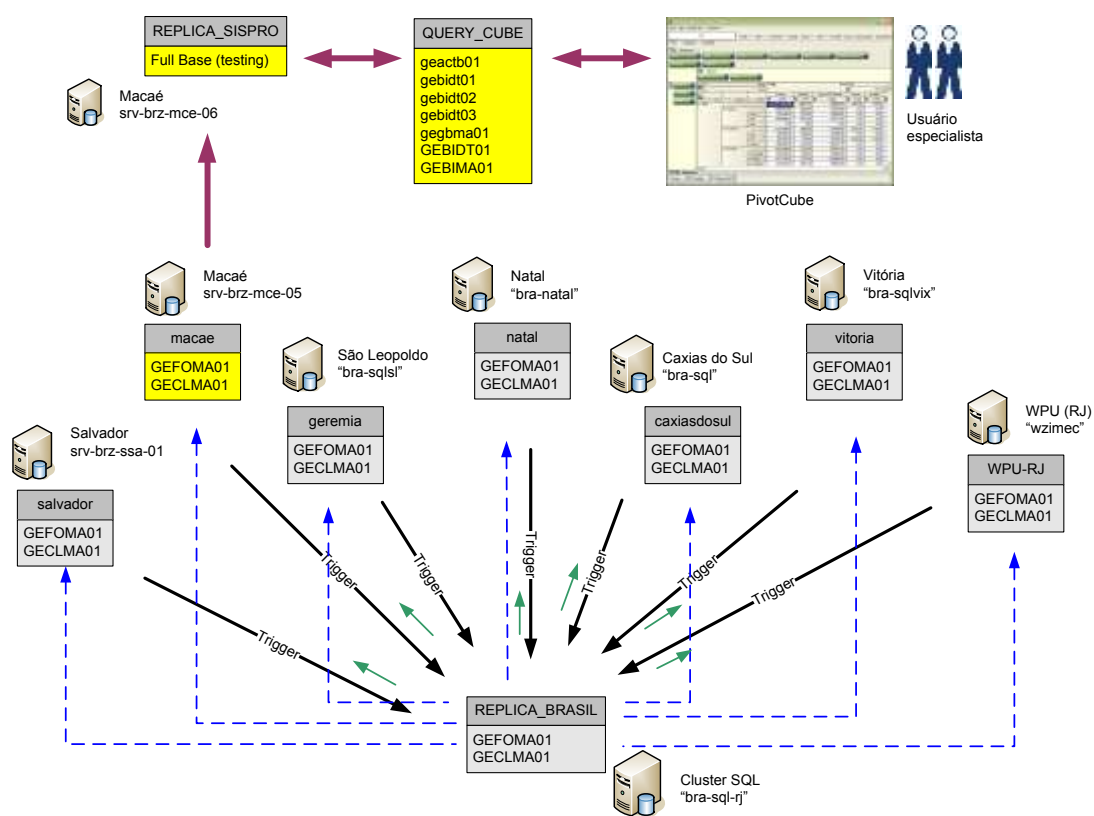 REPLICA_SISPRO
Full Base (testing)
Macaé
srv-brz-mce-06
QUERY_CUBE
geactb01
gebidt01
gebidt02
gebidt03
gegbma01
GEBIDT01
GEBIMA01
PivotCube
Usuário
especialista
Macaé
srv-brz-mce-05
macae
GEFOMA01
GECLMA01
São Leopoldo
“bra-sqlsl”
geremia
GEFOMA01
GECLMA01
Natal
“bra-natal”
natal
GEFOMA01
GECLMA01
Caxias do Sul
“bra-sql”
caxiasdosul
GEFOMA01
GECLMA01
Vitória
“bra-sqlvix”
vitoria
GEFOMA01
GECLMA01
WPU (RJ)
“wzimec”
WPU-RJ
GEFOMA01
GECLMA01
Salvador
srv-brz-ssa-01
salvador
GEFOMA01
GECLMA01
Trigger
Trigger
Trigger
Trigger
Trigger
Trigger
Trigger
REPLICA_BRASIL
GEFOMA01
GECLMA01
Cluster SQL
“bra-sql-rj”